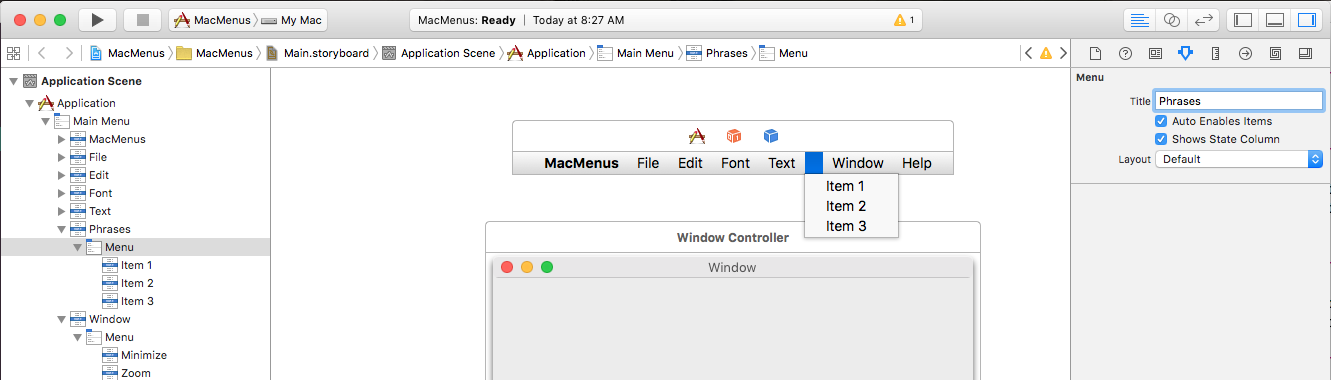 MacMenus My Mac MacMenus: Ready | Today at 8:27 AM 1
MacMenus MacMenus Main.storyboard Application Scene Application Main Menu Phrases Menu
Application Scene
Application
Main Menu
MacMenus
File
Edit
Font
Text
Phrases
Menu
Item 1
Item 2
Item 3
Window
Menu
Minimize
Zoom
MacMenus File Edit Font Text Window Help
Item 1
Item 2
Item 3
Window Controller
Window
Menu
Title Phrases
Auto Enables Items
Shows State Column
Layout Default